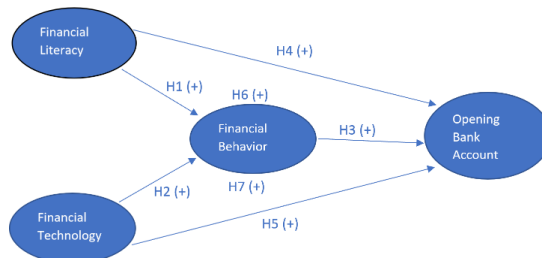 Financial
Literacy
H4 (+)
H1 (+)
H6 (+)
Financial
Behavior
H3 (+)
Opening
Bank
Account
H7 (+)
H2 (+)
Financial
Technology
H5 (+)